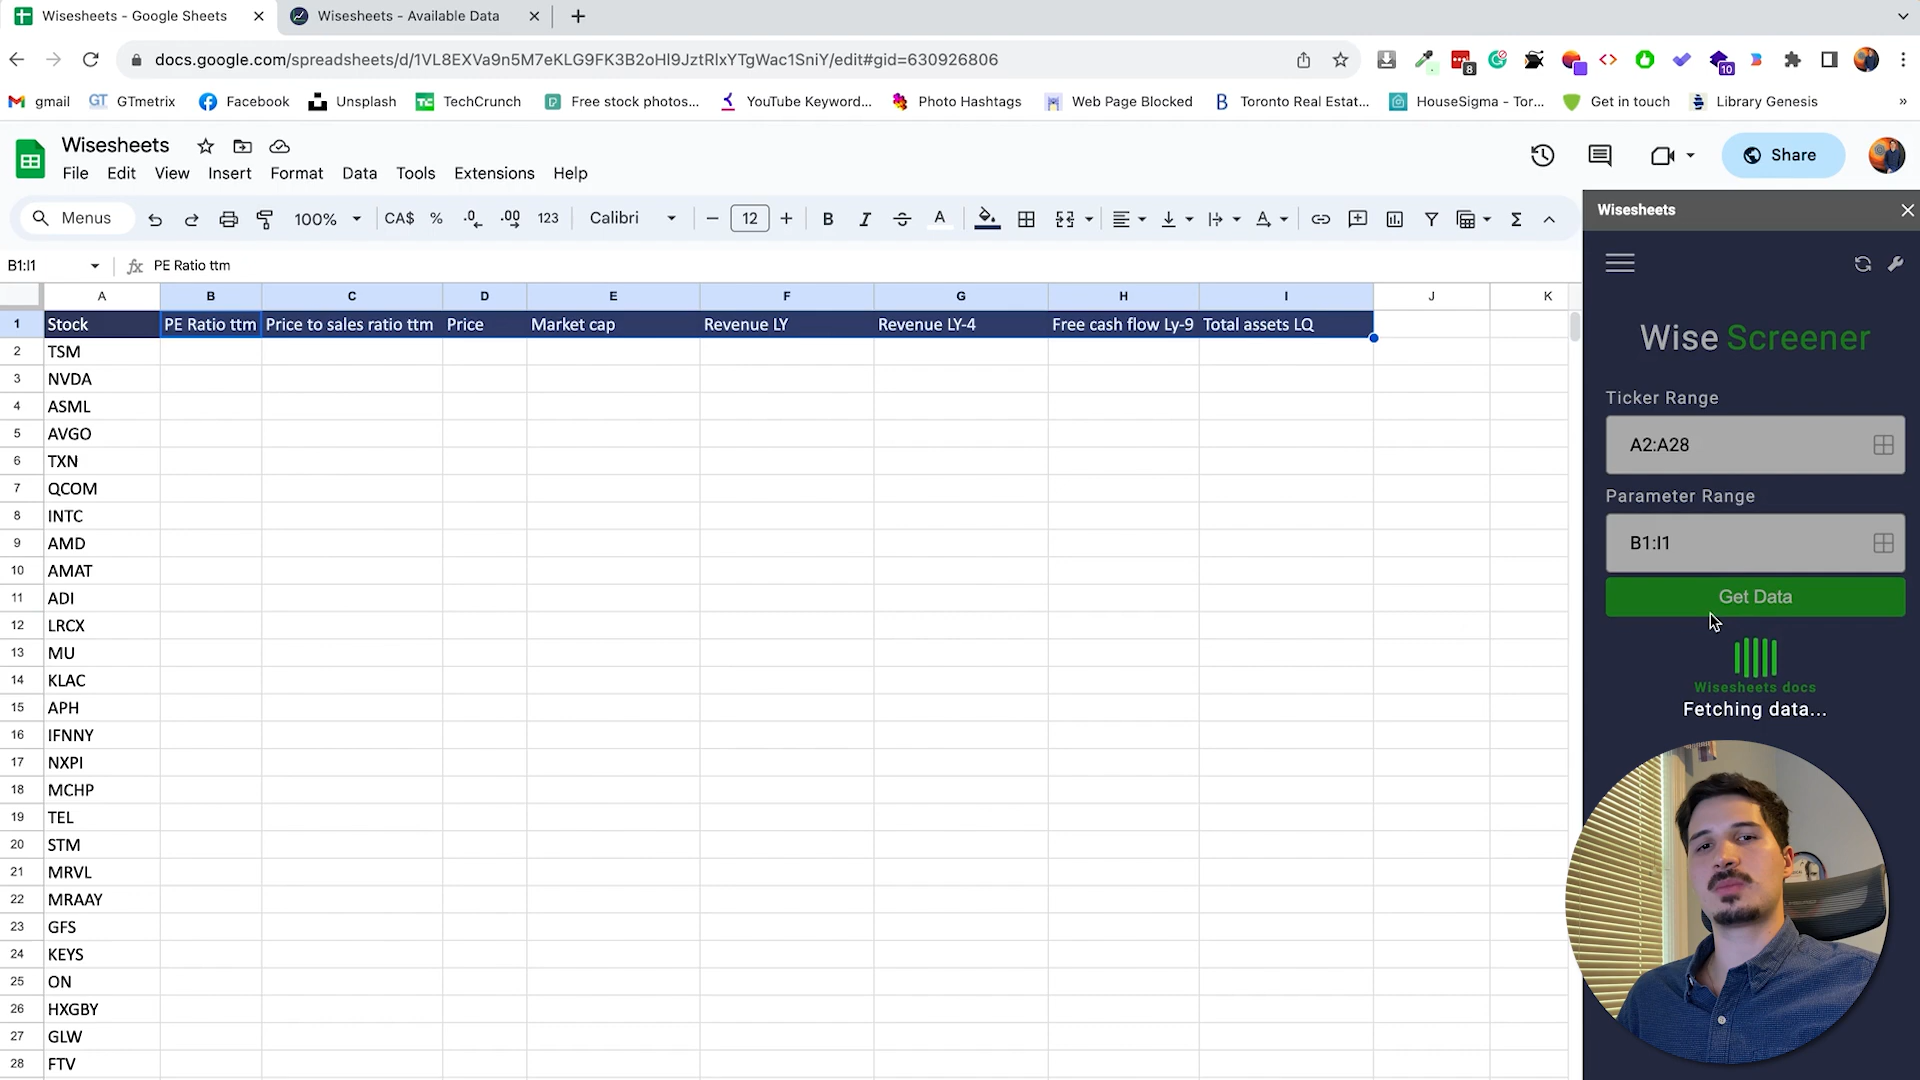 Wisesheets - Google Sheets
Wisesheets - Available Data
docs.google.com/spreadsheets/d/1VL8EXVa9n5M7eKLG9FK3B2oHl9JztRlxYTgWac1SniY/edit#gid=630926806
8
10
gmail
GTmetrix
Facebook
Unsplash
TechCrunch
Free stock photos...
YouTube Keyword...
Photo Hashtags
Web Page Blocked
Toronto Real Estat...
HouseSigma - Tor...
Get in touch
Library Genesis
»
Wisesheets
File Edit View Insert Format Data Tools Extensions Help
Share
Menus
100%
CA$ % .0 .00 123
Calibri
12
B I A
Σ
B1:I1
fx PE Ratio ttm
A B C D E F G H I J K
1 Stock PE Ratio ttm Price to sales ratio ttm Price Market cap Revenue LY Revenue LY-4 Free cash flow Ly-9 Total assets LQ
2 TSM
3 NVDA
4 ASML
5 AVGO
6 TXN
7 QCOM
8 INTC
9 AMD
10 AMAT
11 ADI
12 LRCX
13 MU
14 KLAC
15 APH
16 IFNNY
17 NXPI
18 MCHP
19 TEL
20 STM
21 MRVL
22 MRAAY
23 GFS
24 KEYS
25 ON
26 HXGBY
27 GLW
28 FTV
Wisesheets
Wise Screener
Ticker Range
A2:A28
Parameter Range
B1:I1
Get Data
Wisesheets docs
Fetching data...